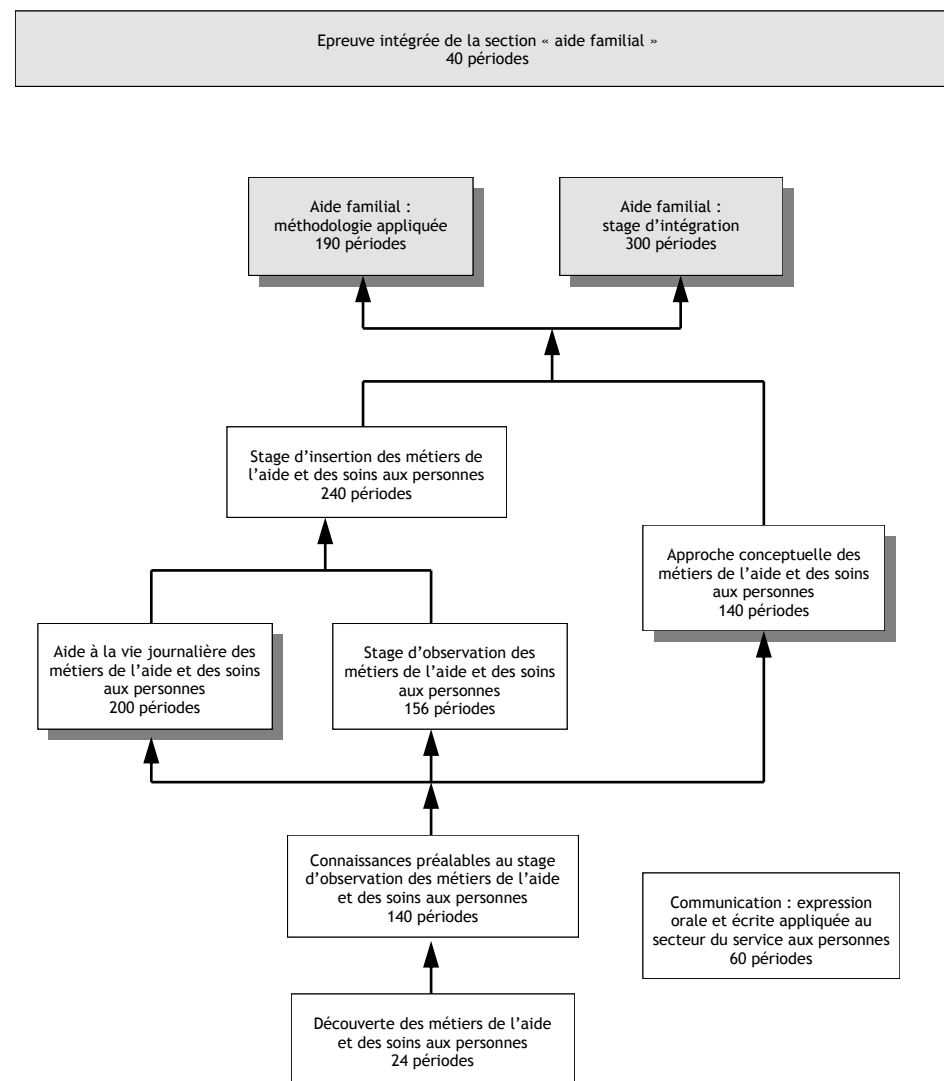 Epreuve intégrée de la section « aide familial »
40 périodes
Aide familial :
méthodologie appliquée
190 périodes
Aide familial :
stage d’intégration
300 périodes
Stage d’insertion des métiers de
l’aide et des soins aux personnes
240 périodes
Approche conceptuelle des
métiers de l’aide et des soins
aux personnes
140 périodes
Aide à la vie journalière des
métiers de l’aide et des soins
aux personnes
200 périodes
Stage d’observation des
métiers de l’aide et des soins
aux personnes
156 périodes
Connaissances préalables au stage
d’observation des métiers de l’aide
et des soins aux personnes
140 périodes
Communication : expression
orale et écrite appliquée au
secteur du service aux personnes
60 périodes
Découverte des métiers de l’aide
et des soins aux personnes
24 périodes